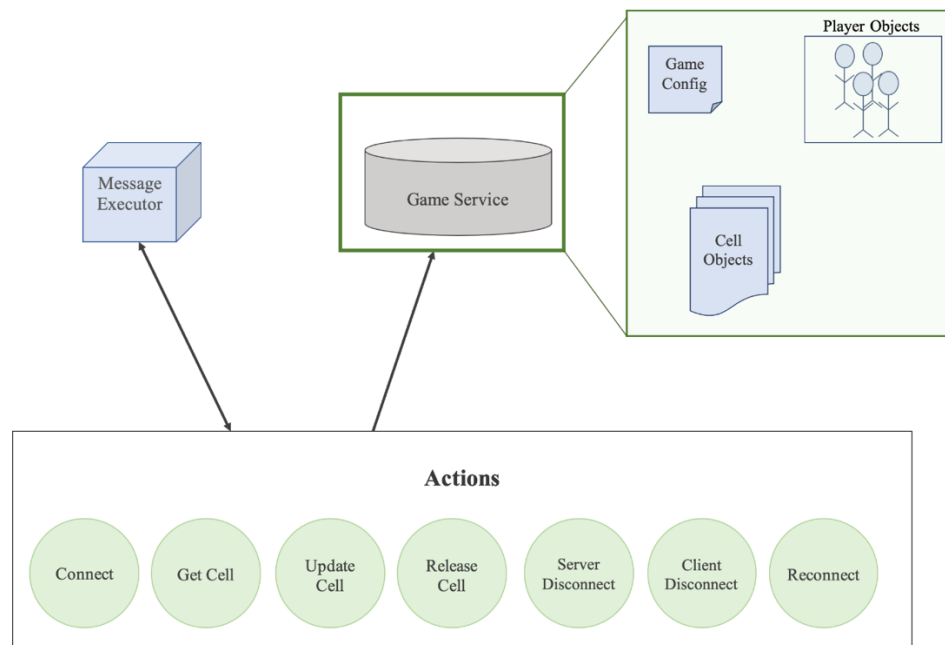 Player Objects
Game
Config
Message
Executor
Game Service
Cell
Objects
Actions
Connect
Get Cell
Update
Cell
Release
Cell
Server
Disconnect
Client
Disconnect
Reconnect